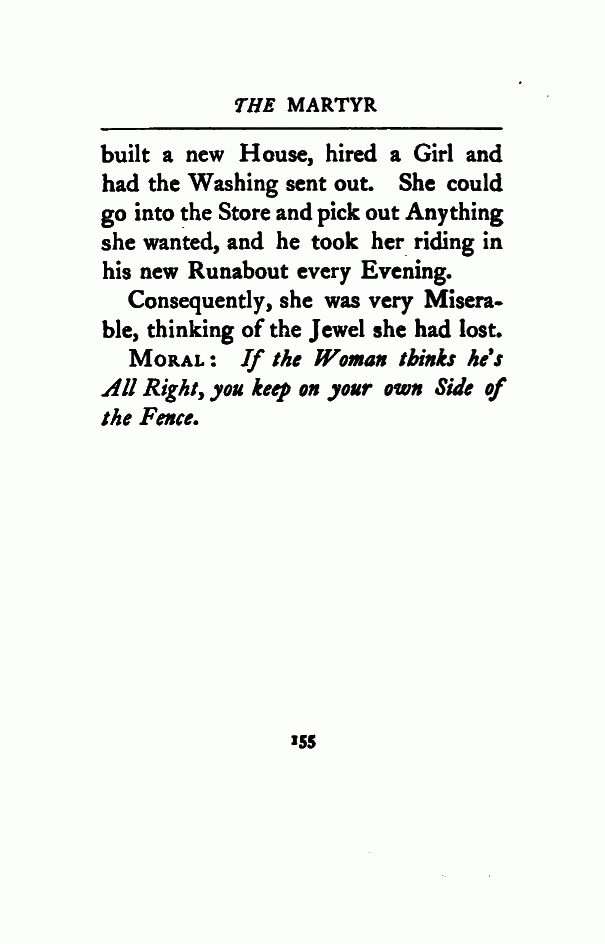 THE MARTYR
built a new House, hired a Girl and
had the Washing sent out. She could
go into the Store and pick out Anything
she wanted, and he took her riding in
his new Runabout every Evening.
Consequently, she was very Misera-
ble, thinking of the Jewel she had lost.
MORAL: If the Woman thinks he's
All Right, you keep on your own Side of
the Fence.
155